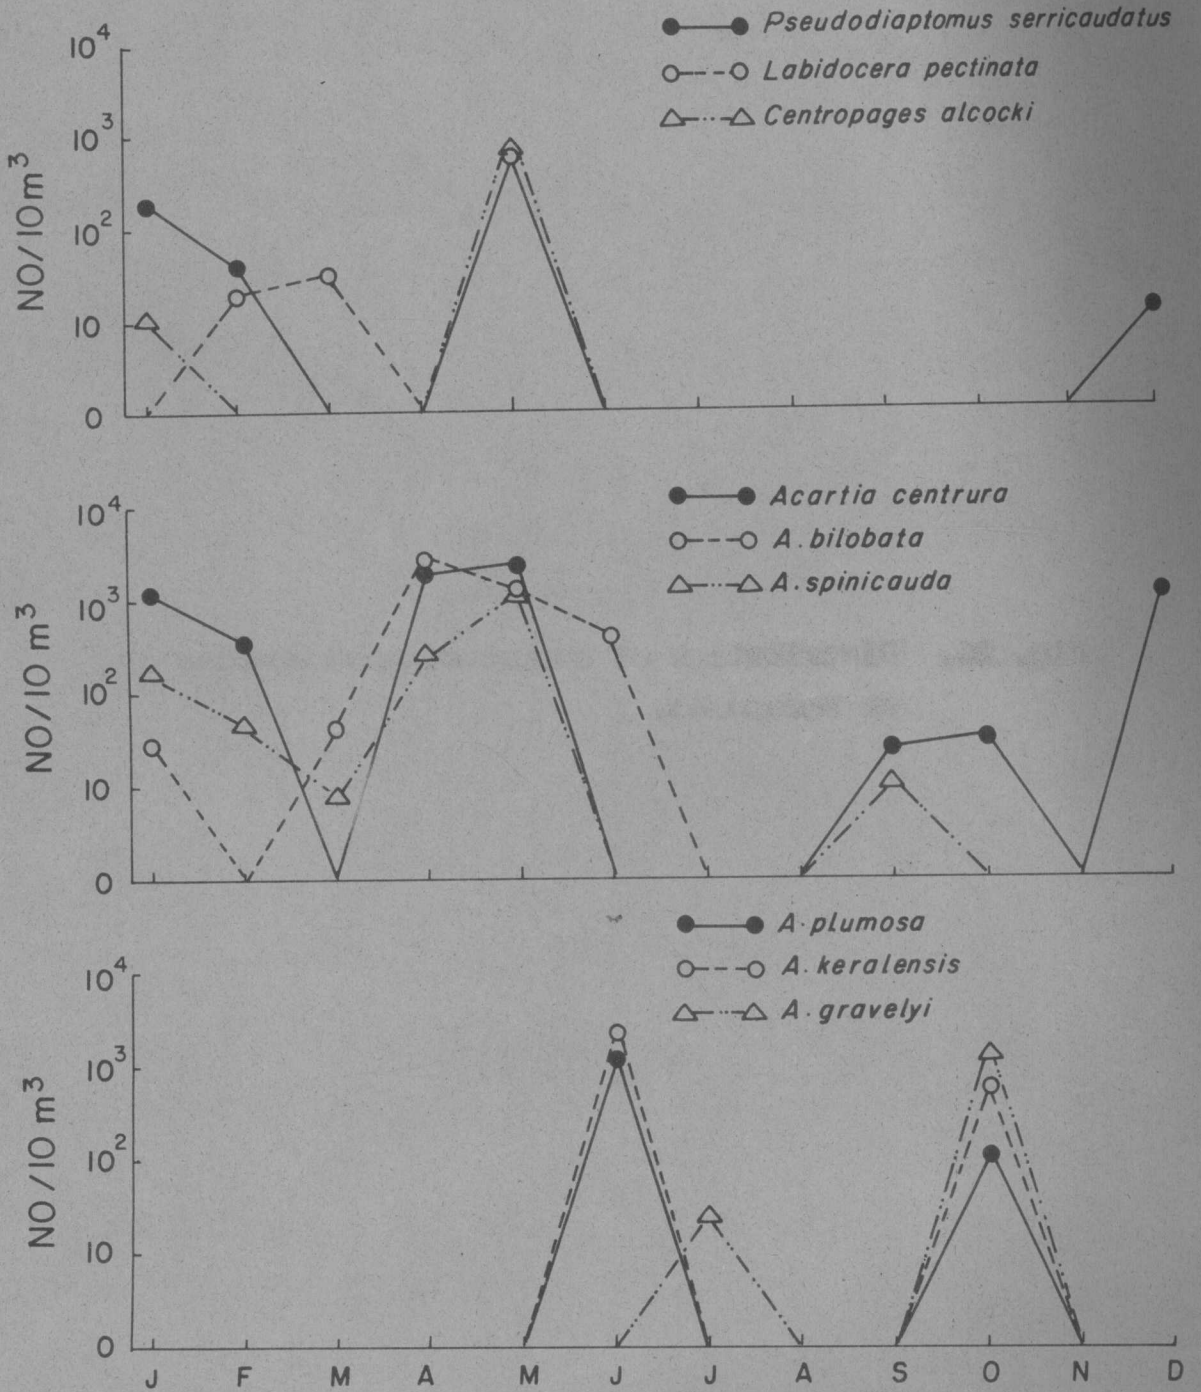 Pseudodiaptomus serricaudatus
Labidocera pectinata
Centropages alcocki
NO/10m³
10⁴
10³
10²
10
0
Acartia centrura
A. bilobata
A. spinicauda
NO/10 m³
10⁴
10³
10²
10
0
A. plumosa
A. keralensis
A. gravelyi
NO/10 m³
10⁴
10³
10²
10
0
J F M A M J J A S O N D